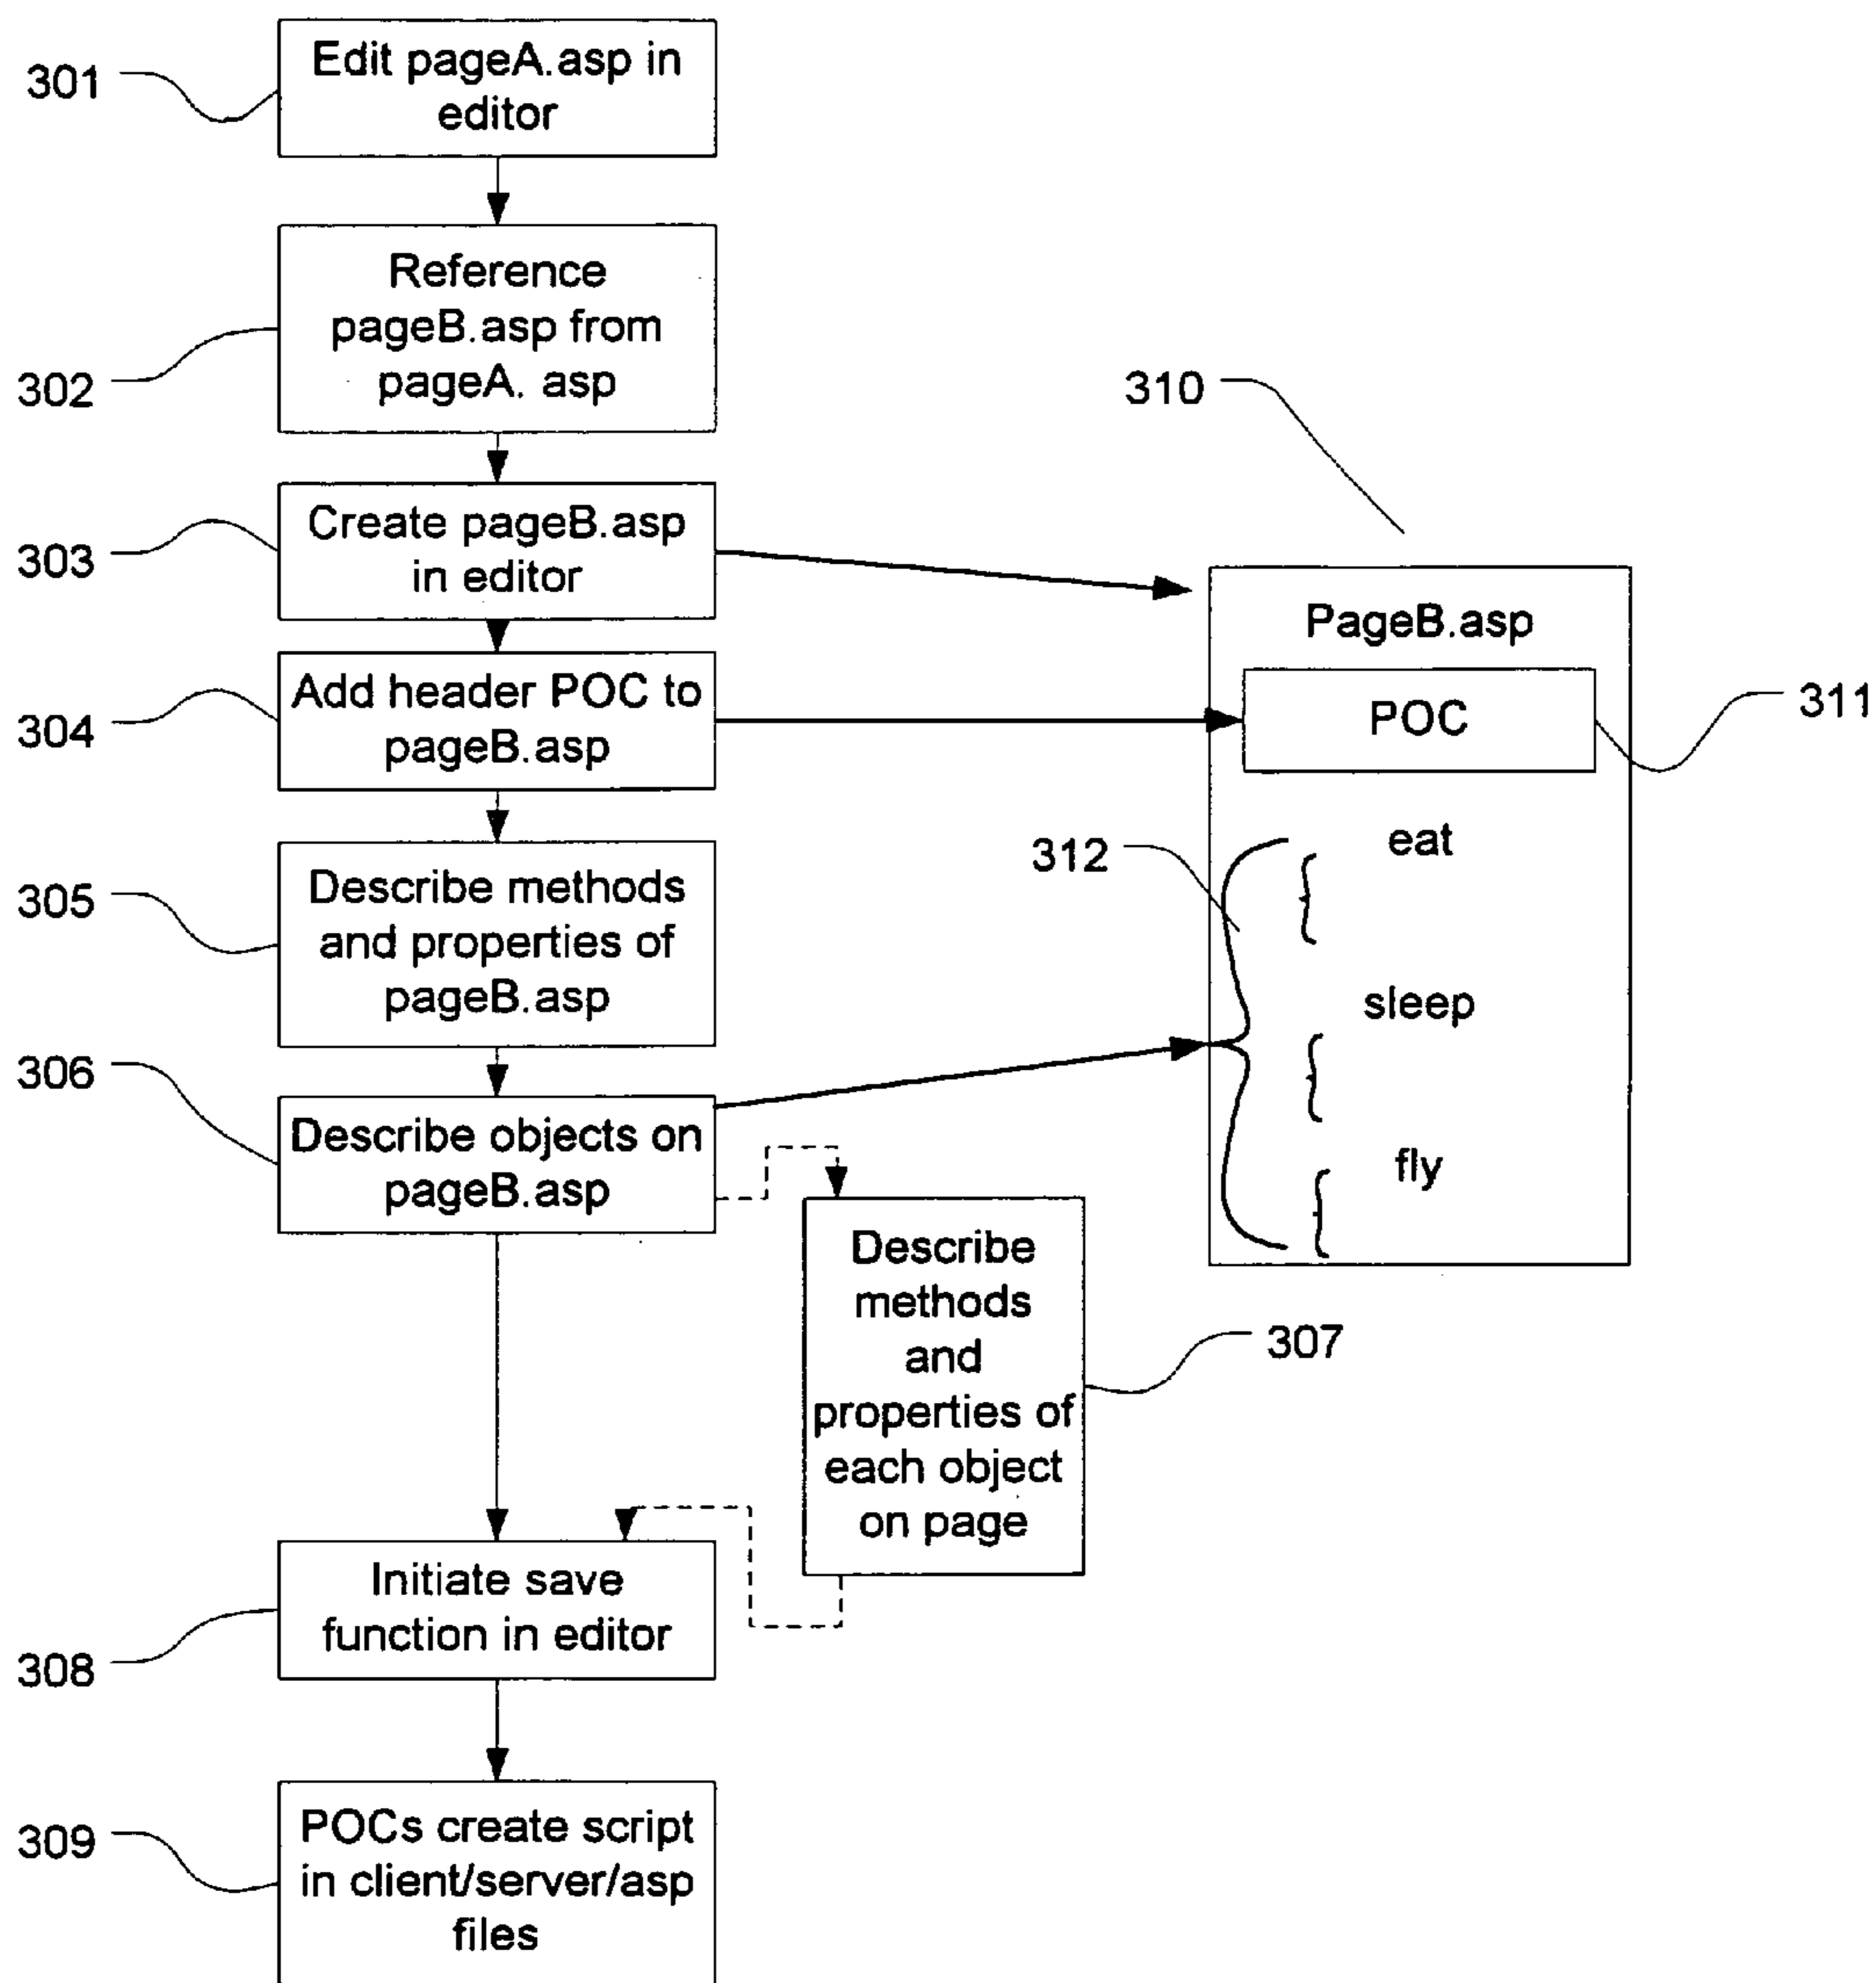 301
Edit pageA.asp in
editor
302
Reference
pageB.asp from
pageA. asp
303
Create pageB.asp
in editor
304
Add header POC to
pageB.asp
305
Describe methods
and properties of
pageB.asp
306
Describe objects on
pageB.asp
307
Describe
methods
and
properties of
each object
on page
308
Initiate save
function in editor
309
POCs create script
in client/server/asp
files
310
PageB.asp
POC
311
312
eat
{
sleep
{
fly
{